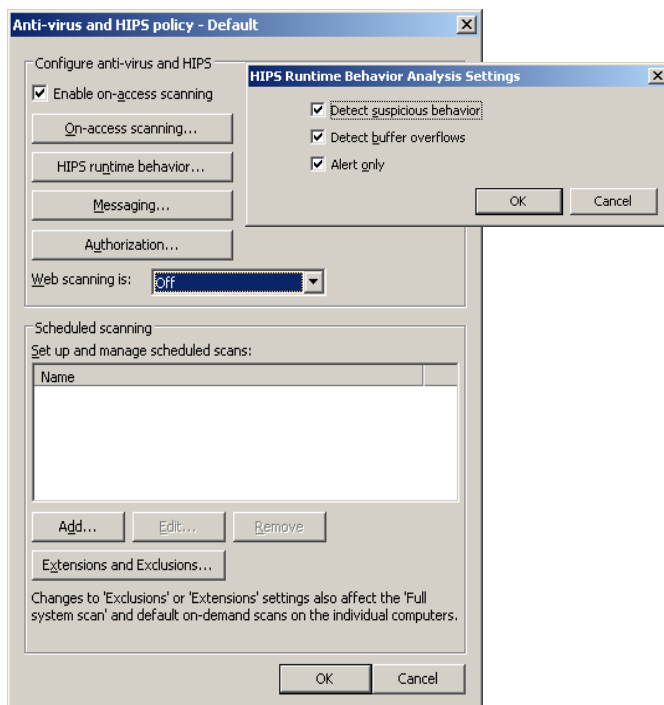 Anti-virus and HIPS policy - Default
Configure anti-virus and HIPS
Enable on-access scanning
On-access scanning...
HIPS runtime behavior...
Messaging...
Authorization...
Web scanning is:
Off
HIPS Runtime Behavior Analysis Settings
Detect suspicious behavior
Detect buffer overflows
Alert only
OK
Cancel
Scheduled scanning
Set up and manage scheduled scans:
Name
Add...
Edit...
Remove
Extensions and Exclusions...
Changes to 'Exclusions' or 'Extensions' settings also affect the 'Full
system scan' and default on-demand scans on the individual computers.
OK
Cancel